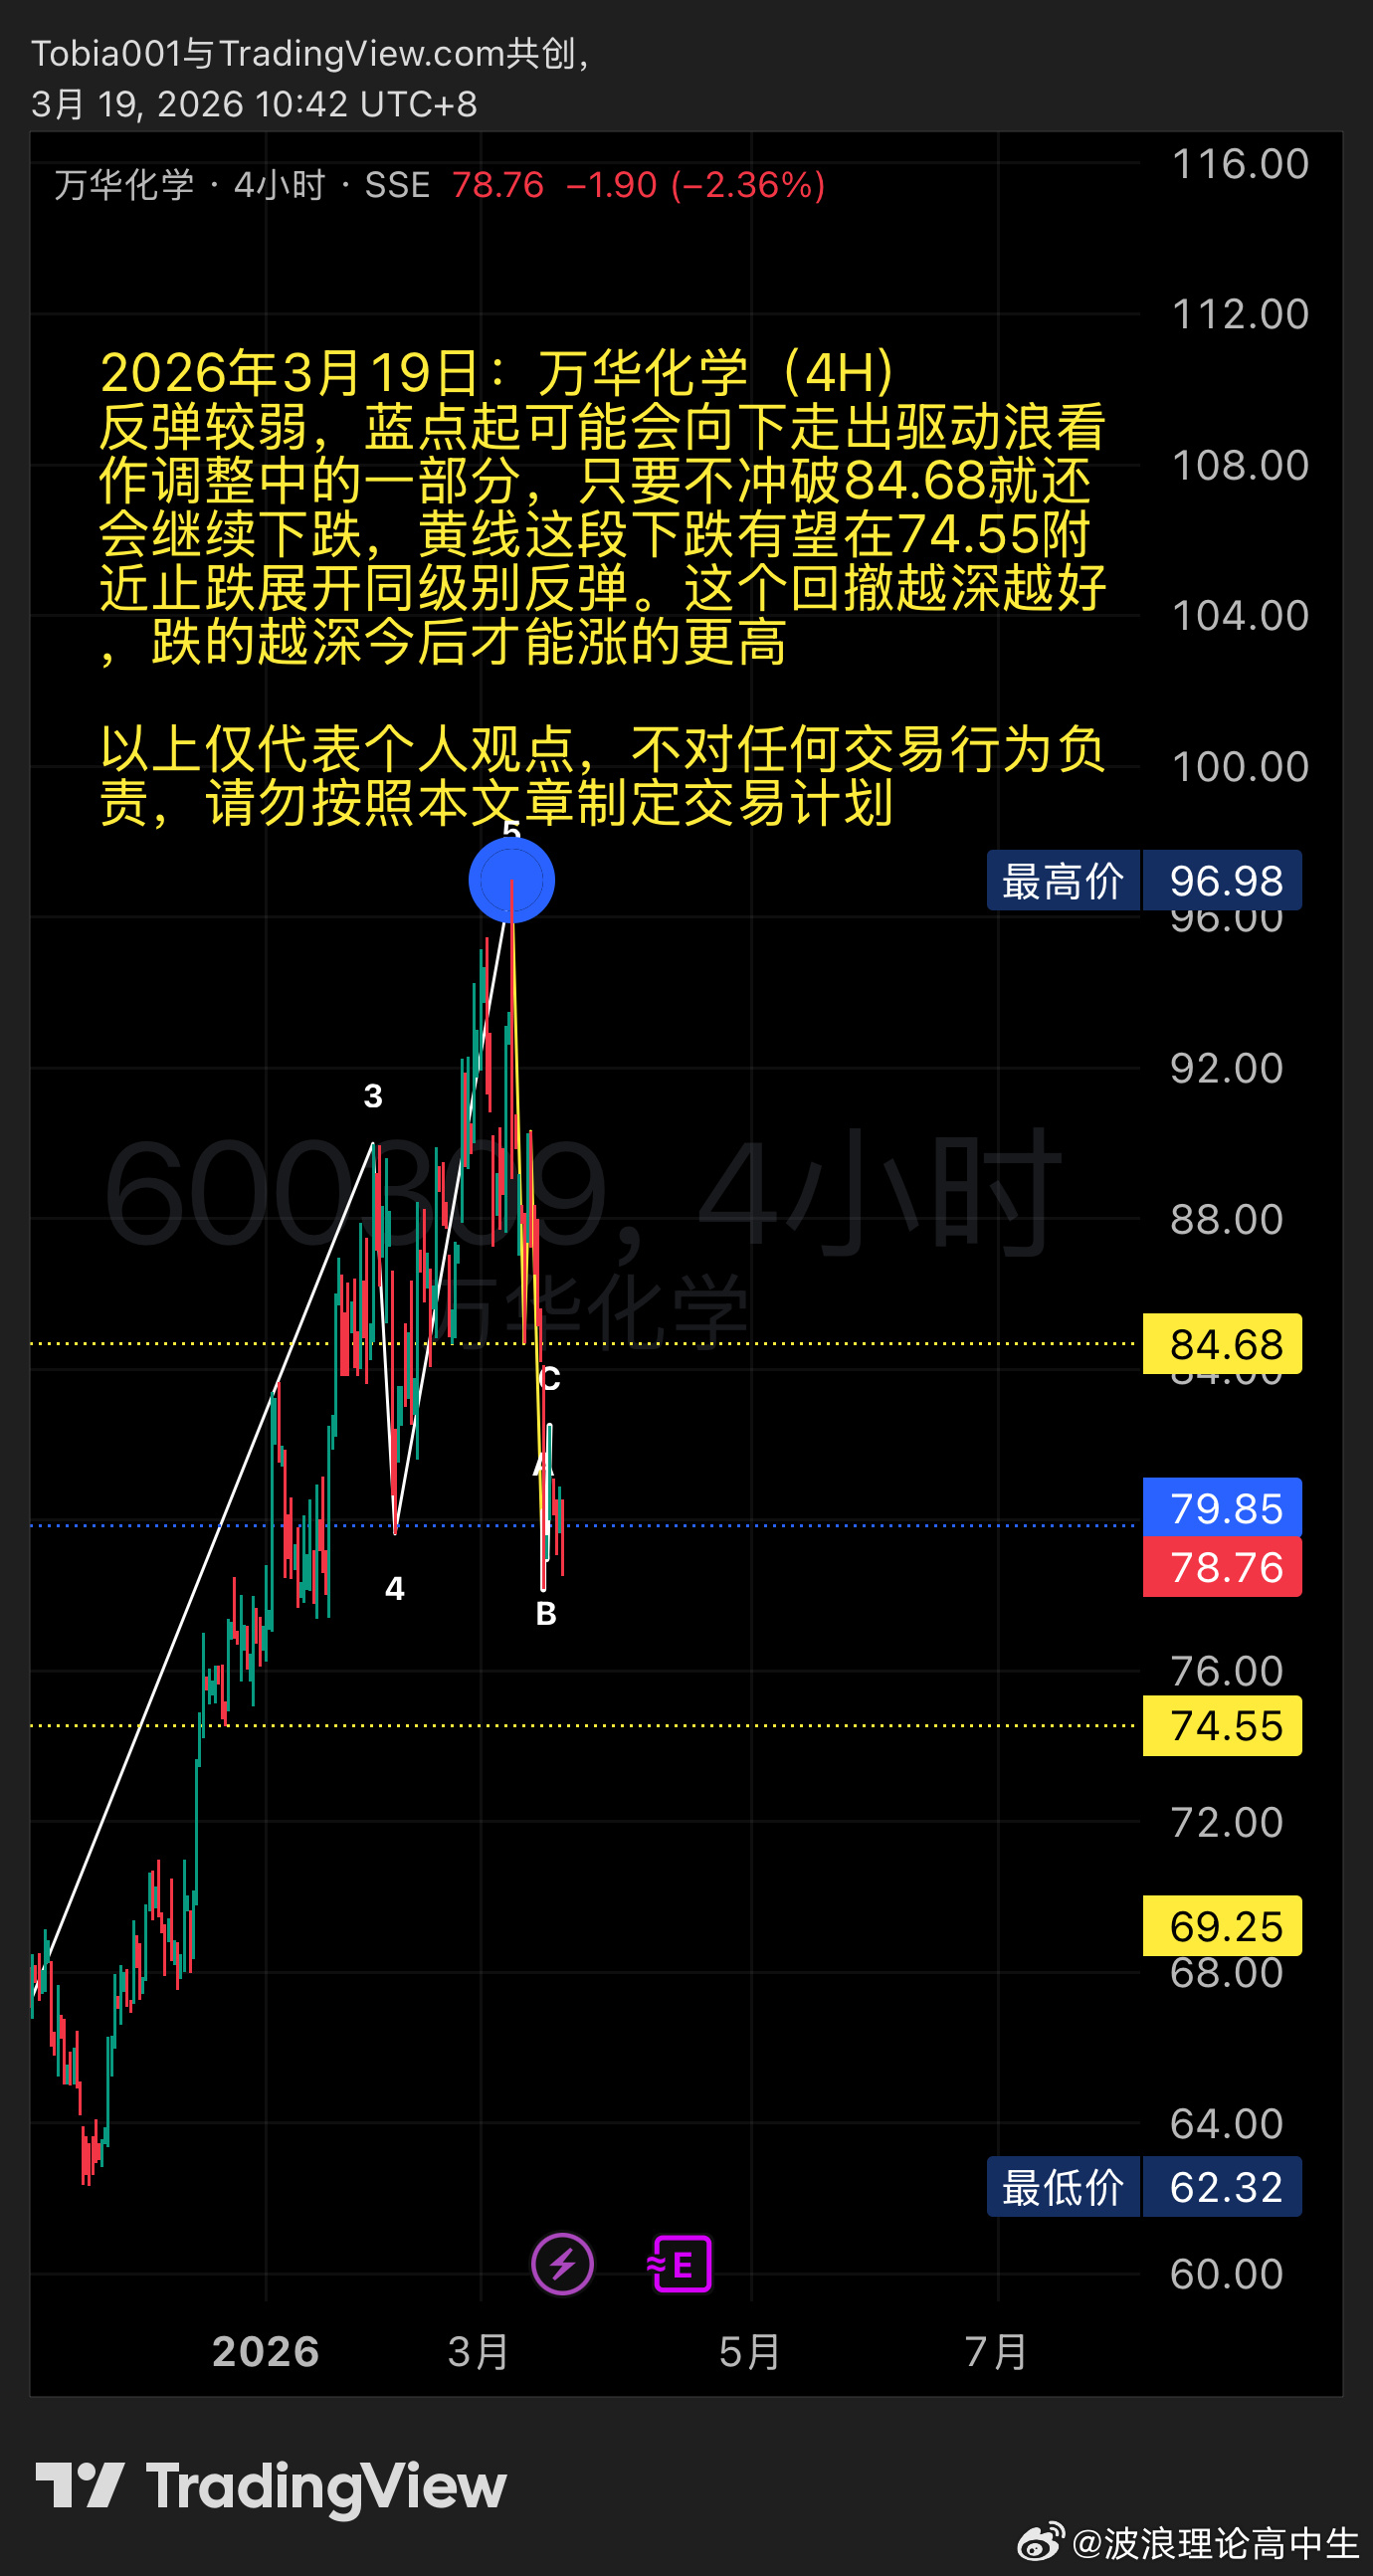 Tobia001与TradingView.com共创,
3月 19, 2026 10:42 UTC+8
万华化学 · 4小时 · SSE 78.76 −1.90 (−2.36%)
116.00
112.00
2026年3月19日：万华化学（4H）
反弹较弱，蓝点起可能会向下走出驱动浪看
作调整中的一部分，只要不冲破84.68就还
会继续下跌，黄线这段下跌有望在74.55附
近止跌展开同级别反弹。这个回撤越深越好
，跌的越深今后才能涨的更高
以上仅代表个人观点，不对任何交易行为负
责，请勿按照本文章制定交易计划
108.00
104.00
100.00
5
最高价 96.98
96.00
92.00
3
600309，4小时
万华化学
88.00
84.68
84.00
C
A
79.85
78.76
4
B
76.00
74.55
72.00
69.25
68.00
64.00
最低价 62.32
E
60.00
2026 3月 5月 7月
TradingView
@波浪理论高中生